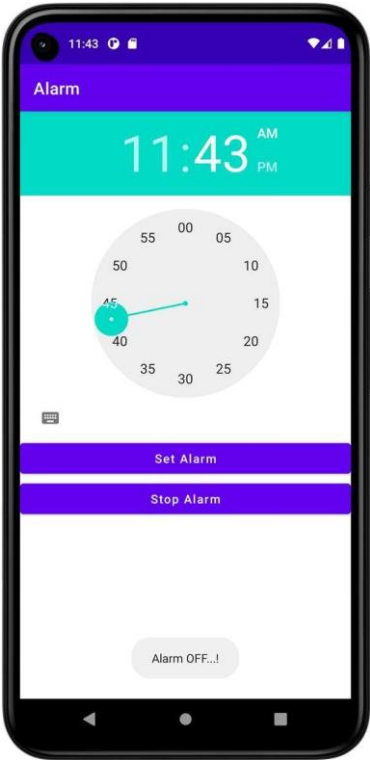 11:43
Alarm
11:43 AM
PM
00
55 05
50 10
45 15
40 20
35 25
30
Set Alarm
Stop Alarm
Alarm OFF...!